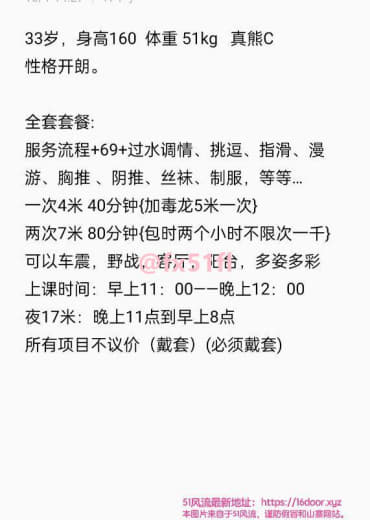 33岁，身高160 体重 51kg 真熊C
性格开朗。
全套套餐:
服务流程+69+过水调情、挑逗、指滑、漫
游、胸推 、阴推、丝袜、制服，等等...
一次4米 40分钟{加毒龙5米一次}
两次7米 80分钟{包时两个小时不限次一千}
可以车震，野战，客厅，阳台，多姿多彩
@fx51fl
上课时间：早上11：00——晚上12：00
夜17米：晚上11点到早上8点
所有项目不议价（戴套）(必须戴套)
51风流最新地址：https://16door.xyz
本图片来自于51风流，谨防假冒和山寨网站。